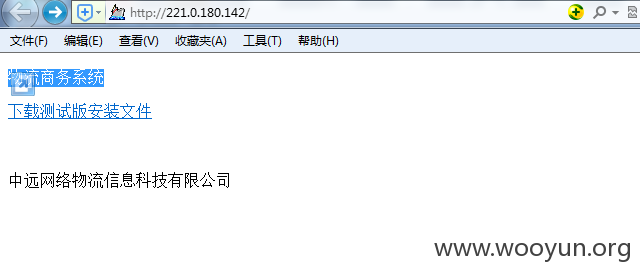 http://221.0.180.142/
文件(F) 编辑(E) 查看(V) 收藏夹(A) 工具(T) 帮助(H)
物流商务系统
下载测试版安装文件
中远网络物流信息科技有限公司
www.wooyun.org